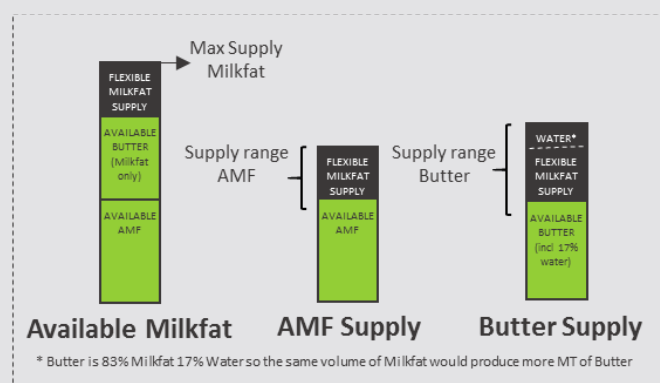 Max Supply
Milkfat
FLEXIBLE
MILKFAT
SUPPLY
AVAILABLE
BUTTER
(Milkfat
only)
AVAILABLE
AMF
Available Milkfat
Supply range
AMF
FLEXIBLE
MILKFAT
SUPPLY
AVAILABLE
AMF
AMF Supply
Supply range
Butter
WATER*
FLEXIBLE
MILKFAT
SUPPLY
AVAILABLE
BUTTER
(incl 17%
water)
Butter Supply
* Butter is 83% Milkfat 17% Water so the same volume of Milkfat would produce more MT of Butter